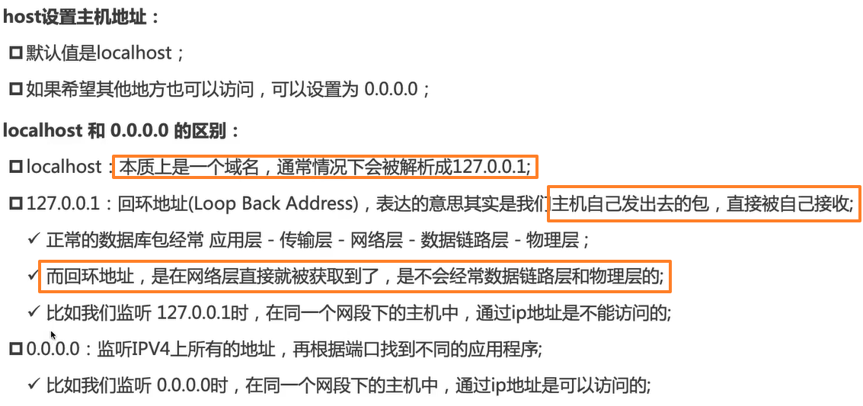 host设置主机地址：
默认值是localhost；
如果希望其他地方也可以访问，可以设置为 0.0.0.0；
localhost 和 0.0.0.0 的区别：
localhost：本质上是一个域名，通常情况下会被解析成127.0.0.1;
127.0.0.1：回环地址(Loop Back Address)，表达的意思其实是我们主机自己发出去的包，直接被自己接收;
✓ 正常的数据库包经常 应用层 - 传输层 - 网络层 - 数据链路层 - 物理层；
✓ 而回环地址，是在网络层直接就被获取到了，是不会经常数据链路层和物理层的;
✓ 比如我们监听 127.0.0.1时，在同一个网段下的主机中，通过ip地址是不能访问的;
0.0.0.0：监听IPV4上所有的地址，再根据端口找到不同的应用程序;
✓ 比如我们监听 0.0.0.0时，在同一个网段下的主机中，通过ip地址是可以访问的;